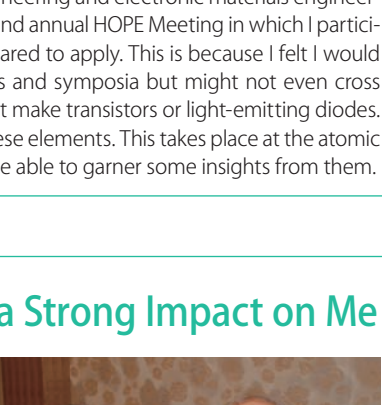 neering and electronic materials engineer-
nd annual HOPE Meeting in which I partici-
ared to apply. This is because I felt I would
s and symposia but might not even cross
t make transistors or light-emitting diodes.
ese elements. This takes place at the atomic
e able to garner some insights from them.
a Strong Impact on Me